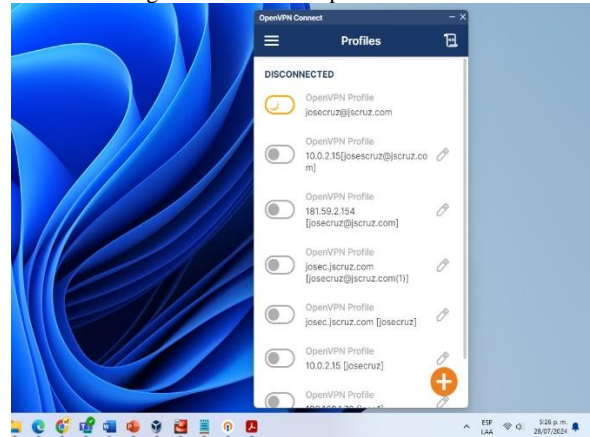 OpenVPN Connect
Profiles
DISCONNECTED
OpenVPN Profile
josecruz@jscruz.com
OpenVPN Profile
10.0.2.15[josescruz@jscruz.co
m]
OpenVPN Profile
181.59.2.154
[josecruz@jscruz.com]
OpenVPN Profile
josec.jscruz.com
[josecruz@jscruz.com(1)]
OpenVPN Profile
josec.jscruz.com [josecruz]
OpenVPN Profile
10.0.2.15 [josecruz]
OpenVPN Profile
ESP
LAA
5:26 p. m.
28/07/2024